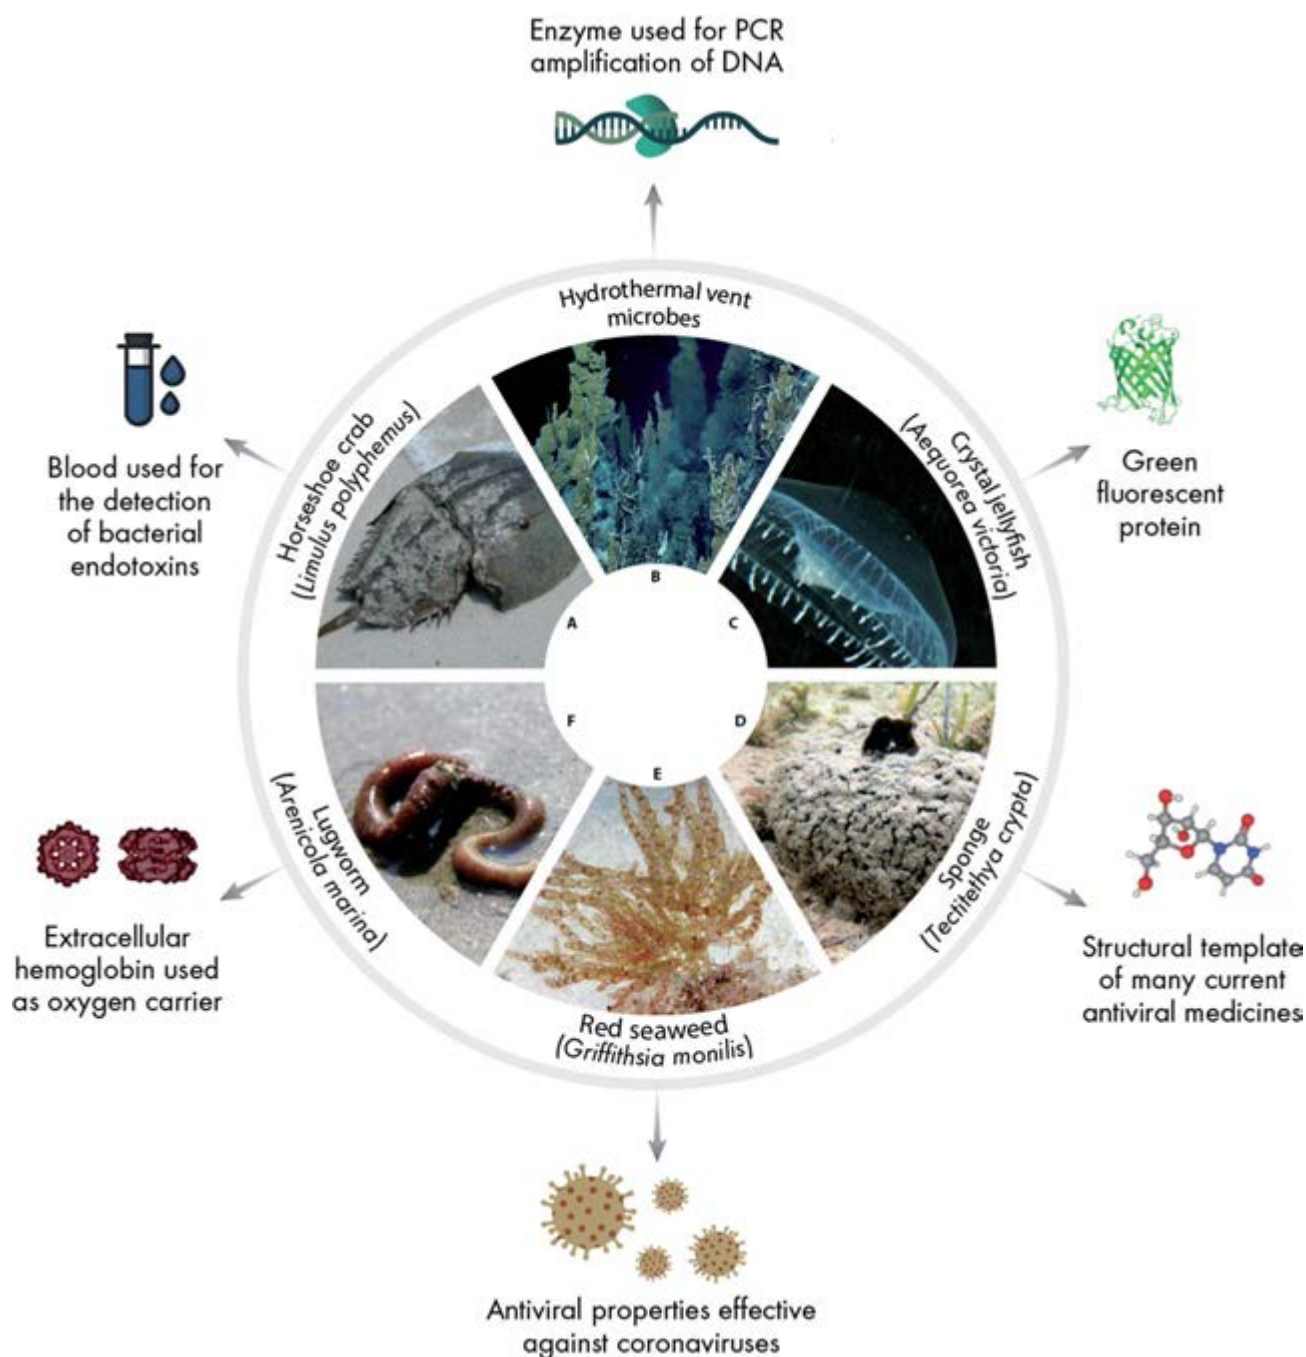 Enzyme used for PCR
amplification of DNA
Hydrothermal vent
microbes
Horseshoe crab
(Limulus polyphemus)
Crystal jellyfish
(Aequorea victoria)
Blood used for
the detection
of bacterial
endotoxins
Green
fluorescent
protein
B
A
C
F
D
E
Lugworm
(Arenicola marina)
Sponge
(Tectitethya crypta)
Extracellular
hemoglobin used
as oxygen carrier
Structural template
of many current
antiviral medicines
Red seaweed
(Griffithsia monilis)
Antiviral properties effective
against coronaviruses